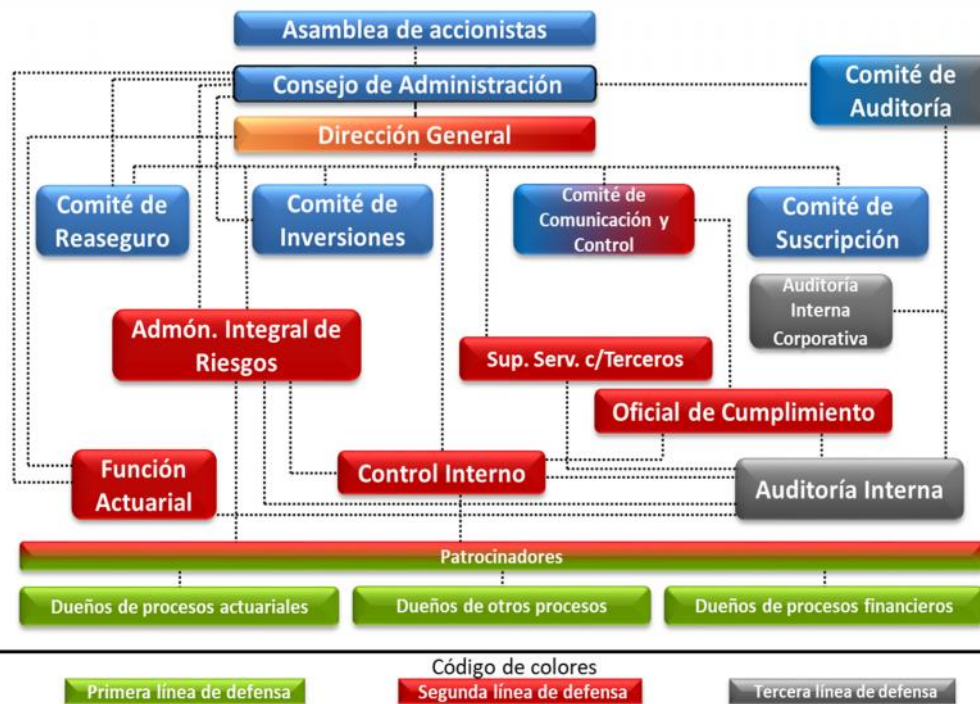 Asamblea de accionistas
Consejo de Administración
Comité de
Auditoría
Dirección General
Comité de
Reaseguro
Comité de
Inversiones
Comité de
Comunicación y
Control
Comité de
Suscripción
Auditoría
Interna
Corporativa
Admón. Integral de
Riesgos
Sup. Serv. c/Terceros
Oficial de Cumplimiento
Función
Actuarial
Control Interno
Auditoría Interna
Patrocinadores
Dueños de procesos actuariales
Dueños de otros procesos
Dueños de procesos financieros
Código de colores
Primera línea de defensa
Segunda línea de defensa
Tercera línea de defensa